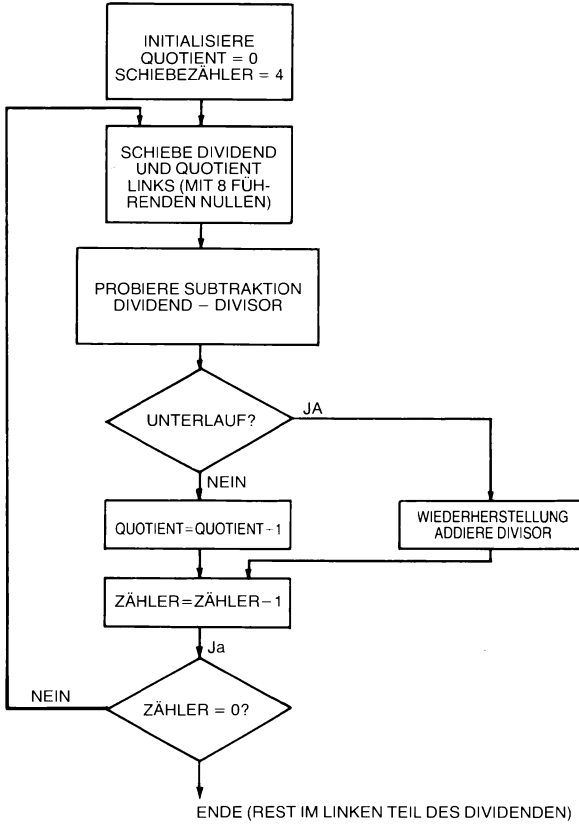 INITIALISIERE
QUOTIENT = 0
SCHIEBEZÄHLER = 4
SCHIEBE DIVIDEND
UND QUOTIENT
LINKS (MIT 8 FÜH-
RENDEN NULLEN)
PROBIERE SUBTRAKTION
DIVIDEND – DIVISOR
UNTERLAUF?
JA
NEIN
QUOTIENT=QUOTIENT-1
WIEDERHERSTELLUNG
ADDIERE DIVISOR
ZÄHLER=ZÄHLER–1
Ja
NEIN
ZÄHLER = 0?
ENDE (REST IM LINKEN TEIL DES DIVIDENDEN)